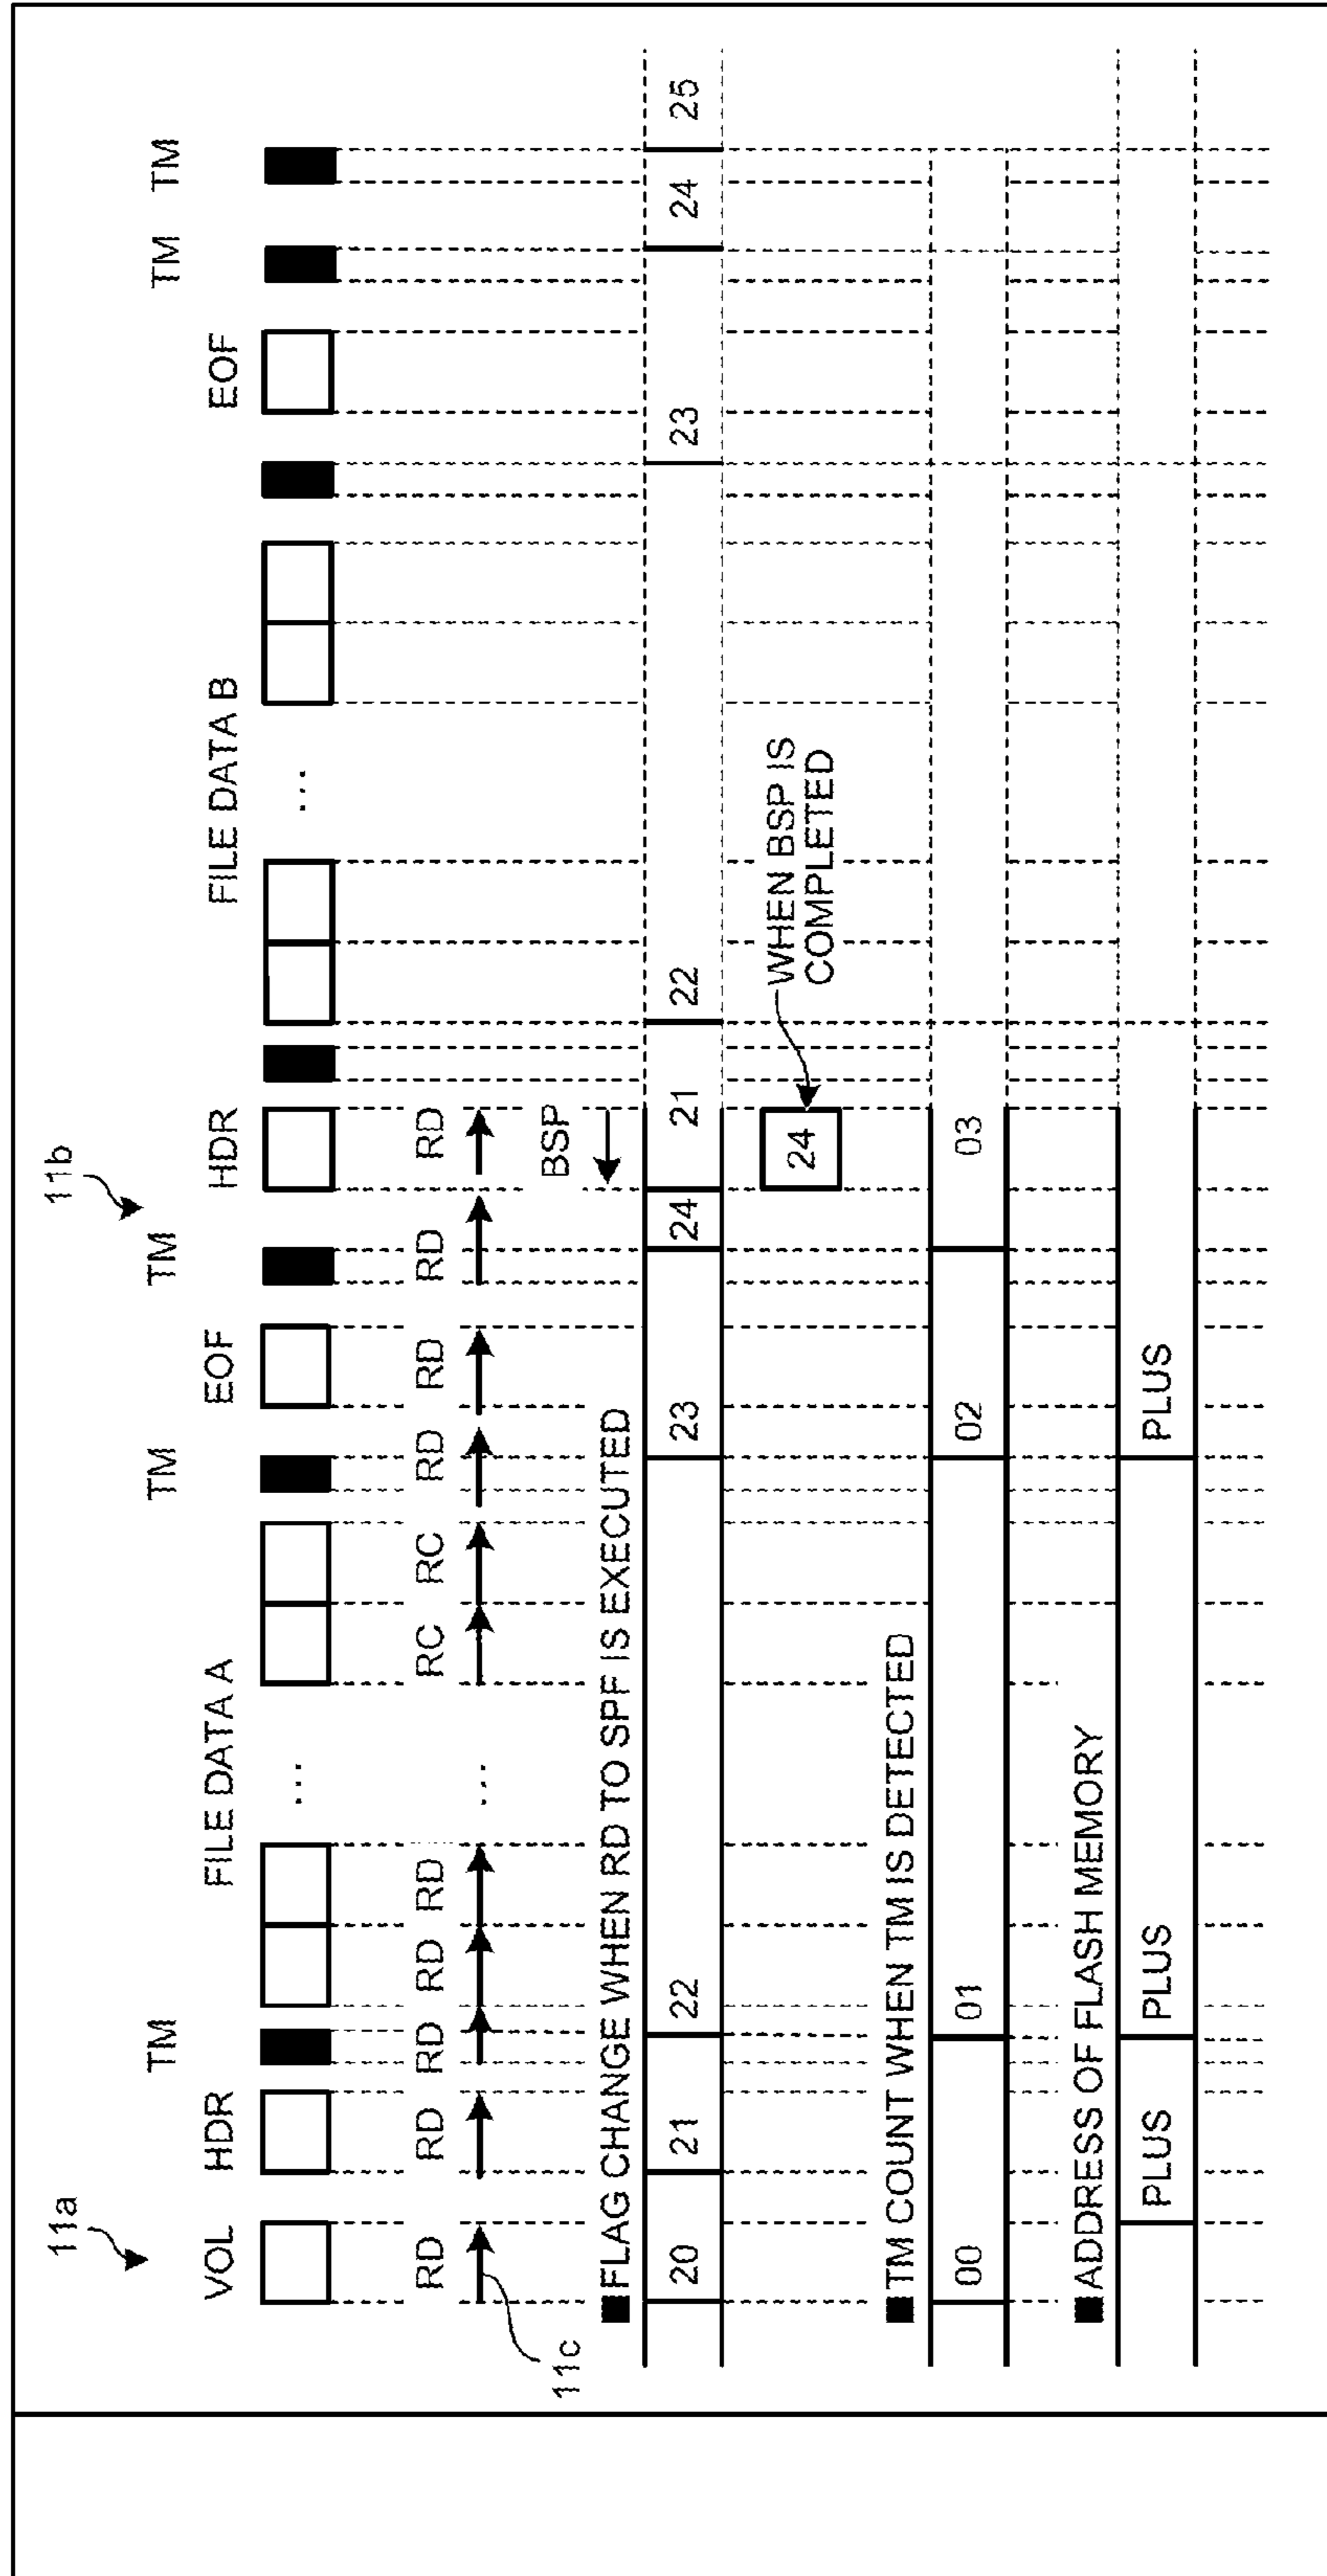 11a
11b
TM TM TM TM TM
VOL HDR FILE DATA A EOF HDR FILE DATA B EOF
...
...
RD RD RD RD RD ... RC RC RD RD RD RD
11c
BSP
■FLAG CHANGE WHEN RD TO SPF IS EXECUTED
20 21 22 23 24 21 22 23 24 25
24
WHEN BSP IS
COMPLETED
■TM COUNT WHEN TM IS DETECTED
00 01 02 03
■ADDRESS OF FLASH MEMORY
PLUS PLUS PLUS